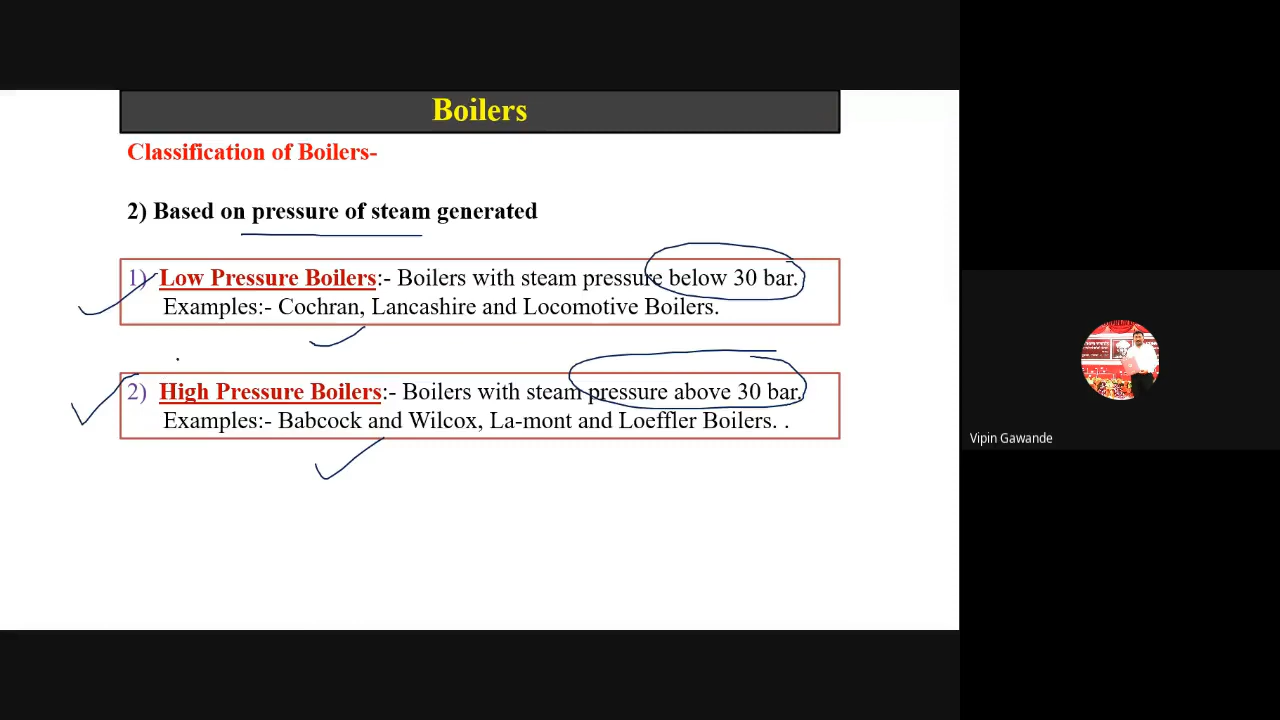 Boilers
Classification of Boilers-
2) Based on pressure of steam generated
1) Low Pressure Boilers:- Boilers with steam pressure below 30 bar.
Examples:- Cochran, Lancashire and Locomotive Boilers.
2) High Pressure Boilers:- Boilers with steam pressure above 30 bar.
Examples:- Babcock and Wilcox, La-mont and Loeffler Boilers. .
Vipin Gawande